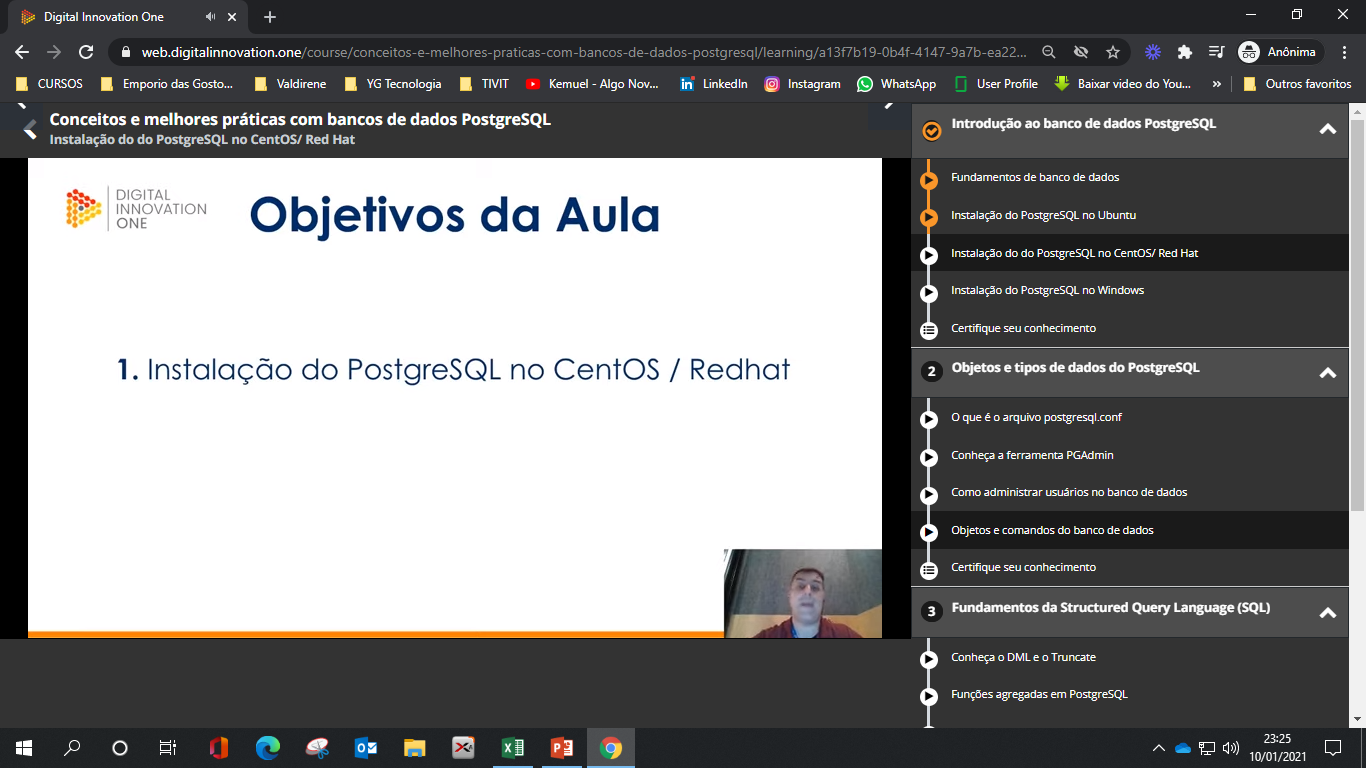 Digital Innovation One
web.digitalinnovation.one/course/conceitos-e-melhores-praticas-com-bancos-de-dados-postgresql/learning/a13f7b19-0b4f-4147-9a7b-ea22...
Anônima
CURSOS
Emporio das Gosto...
Valdirene
YG Tecnologia
TIVIT
Kemuel - Algo Nov...
LinkedIn
Instagram
WhatsApp
User Profile
Baixar video do You...
»
Outros favoritos
Conceitos e melhores práticas com bancos de dados PostgreSQL
Instalação do do PostgreSQL no CentOS/ Red Hat
DIGITAL
INNOVATION
ONE
Objetivos da Aula
1. Instalação do PostgreSQL no CentOS / Redhat
Introdução ao banco de dados PostgreSQL
Fundamentos de banco de dados
Instalação do PostgreSQL no Ubuntu
Instalação do do PostgreSQL no CentOS/ Red Hat
Instalação do PostgreSQL no Windows
Certifique seu conhecimento
2 Objetos e tipos de dados do PostgreSQL
O que é o arquivo postgresql.conf
Conheça a ferramenta PGAdmin
Como administrar usuários no banco de dados
Objetos e comandos do banco de dados
Certifique seu conhecimento
3 Fundamentos da Structured Query Language (SQL)
Conheça o DML e o Truncate
Funções agregadas em PostgreSQL
23:25
10/01/2021